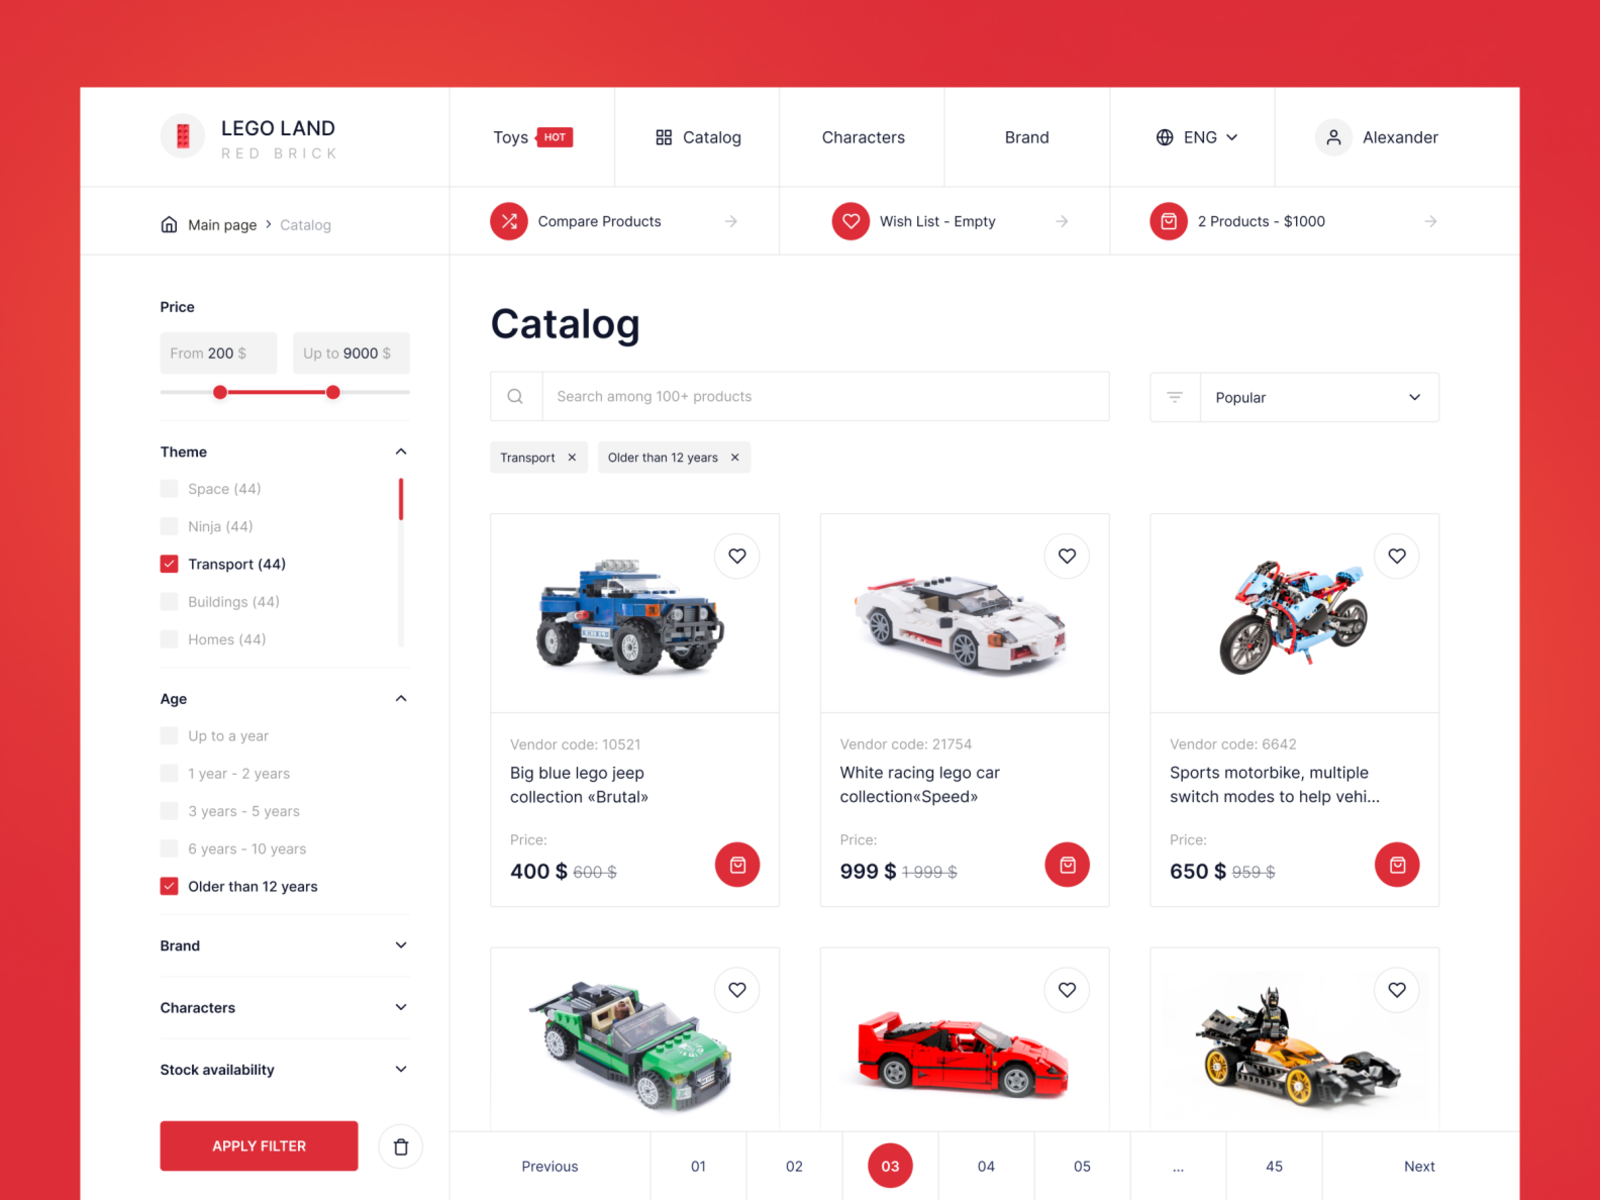 LEGO LAND
RED BRICK
Toys HOT
Catalog
Characters
Brand
ENG
Alexander
Main page > Catalog
Compare Products
Wish List - Empty
2 Products - $1000
Price
From 200 $
Up to 9000 $
Theme
Space (44)
Ninja (44)
Transport (44)
Buildings (44)
Homes (44)
Age
Up to a year
1 year - 2 years
3 years - 5 years
6 years - 10 years
Older than 12 years
Brand
Characters
Stock availability
APPLY FILTER
Catalog
Search among 100+ products
Popular
Transport
Older than 12 years
SHIELD
Vendor code: 10521
Big blue lego jeep
collection «Brutal»
Price:
400 $ 600 $
Vendor code: 21754
White racing lego car
collection«Speed»
Price:
999 $ 1 999 $
Vendor code: 6642
Sports motorbike, multiple
switch modes to help vehi...
Price:
650 $ 959 $
Previous
01
02
03
04
05
...
45
Next